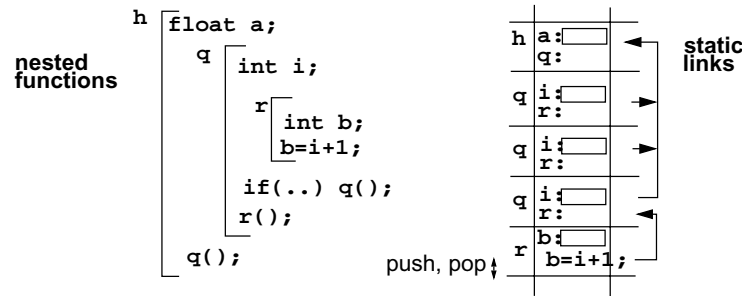 h
float a;
q
int i;
nested
functions
r
int b;
b=i+1;
if(..) q();
r();
q();
h a:
q:
q i:
r:
q i:
r:
q i:
r:
r b:
b=i+1;
static
links
push, pop